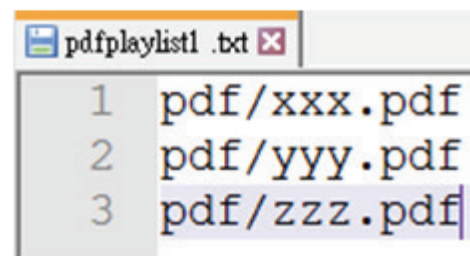 pdfplaylist1 .txt
1 pdf/xxx.pdf
2 pdf/yyy.pdf
3 pdf/zzz.pdf